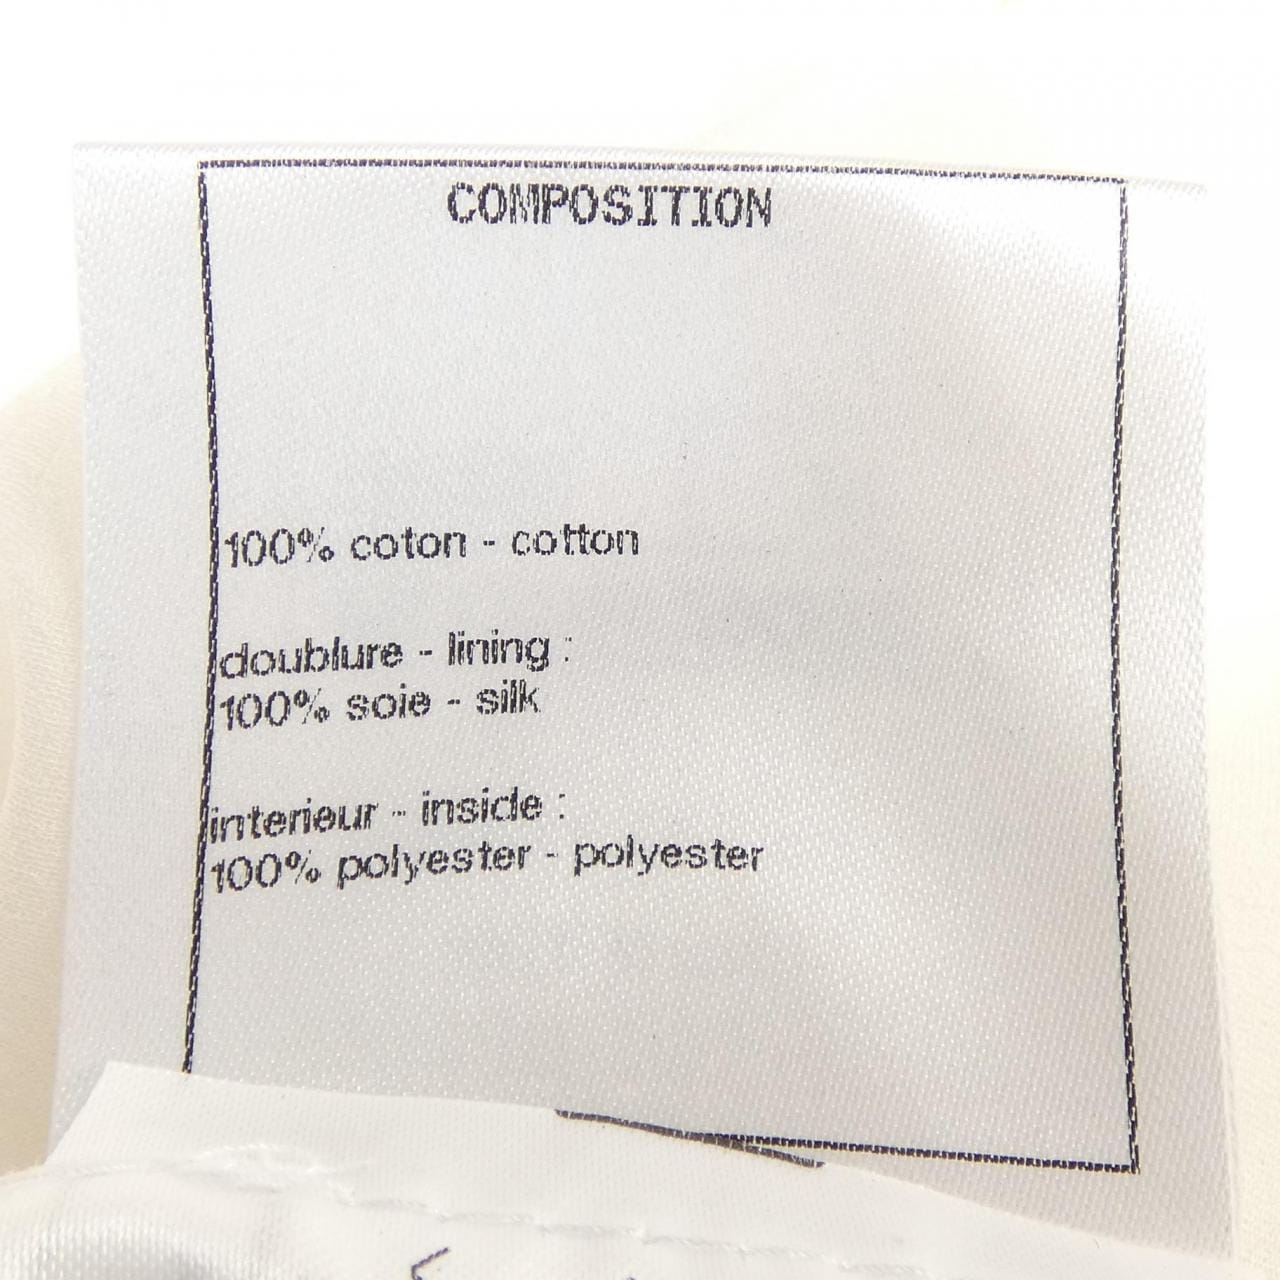 COMPOSITION
100% coton - cotton
doublure - lining :
100% soie - silk
interieur - inside :
100% polyester - polyester